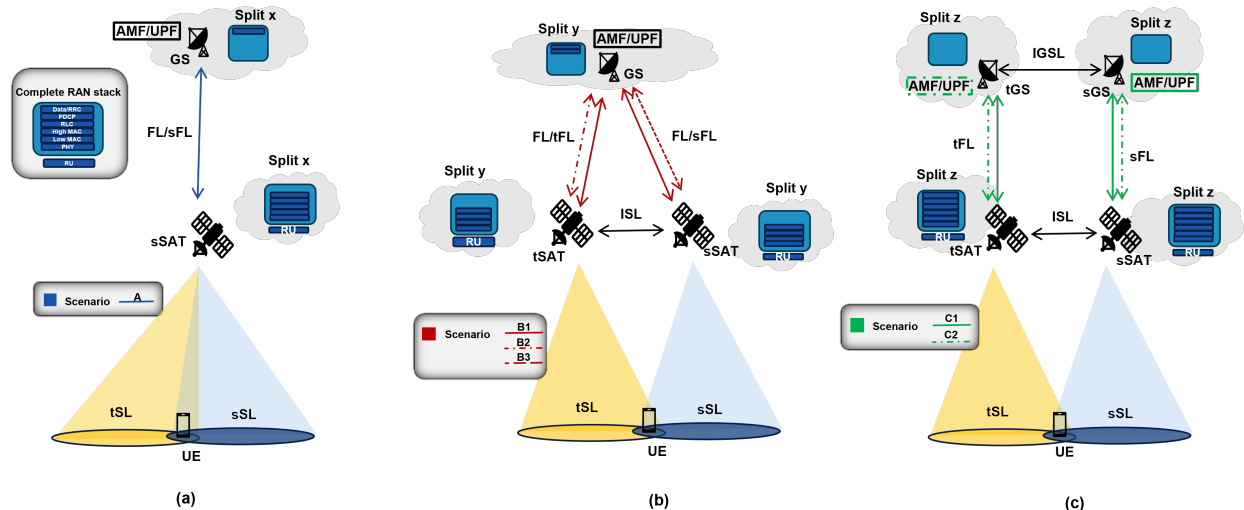 Split x
AMF/UPF
GS
Complete RAN stack
Data/RRC
PDCP
RLC
High MAC
Low MAC
PHY
RU
FL/sFL
Split x
RU
sSAT
Scenario
A
tSL
sSL
UE
(a)
Split y
AMF/UPF
GS
FL/tFL
FL/sFL
Split y
RU
Split y
RU
ISL
tSAT
sSAT
Scenario
B1
B2
B3
tSL
sSL
UE
(b)
Split z
Split z
IGSL
AMF/UPF
AMF/UPF
tGS
sGS
tFL
sFL
Split z
RU
Split z
RU
ISL
tSAT
sSAT
Scenario
C1
C2
tSL
sSL
UE
(c)